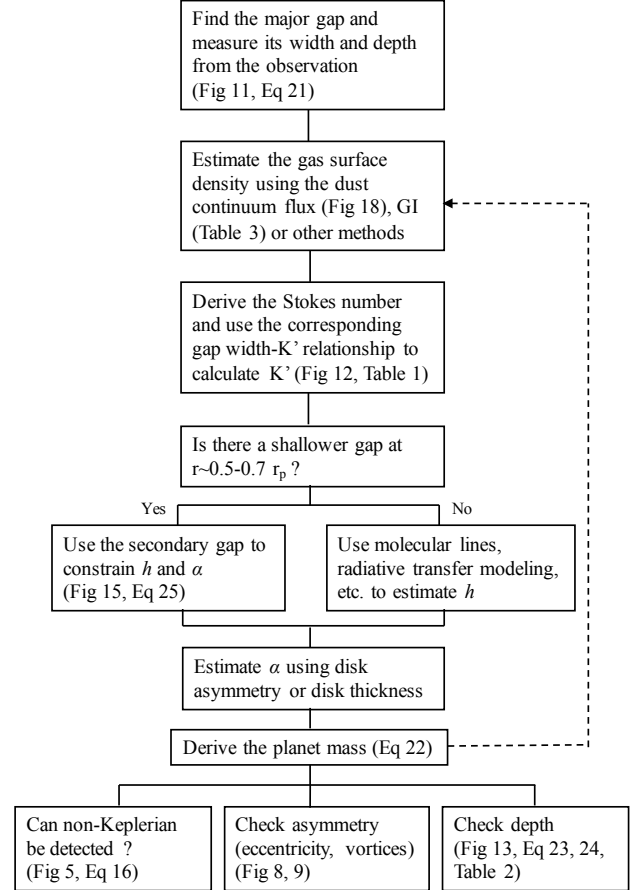 Find the major gap and
measure its width and depth
from the observation
(Fig 11, Eq 21)
Estimate the gas surface
density using the dust
continuum flux (Fig 18), GI
(Table 3) or other methods
Derive the Stokes number
and use the corresponding
gap width-K’ relationship to
calculate K’ (Fig 12, Table 1)
Is there a shallower gap at
r~0.5-0.7 rₚ ?
Yes
No
Use the secondary gap to
constrain h and α
(Fig 15, Eq 25)
Use molecular lines,
radiative transfer modeling,
etc. to estimate h
Estimate α using disk
asymmetry or disk thickness
Derive the planet mass (Eq 22)
Can non-Keplerian
be detected ?
(Fig 5, Eq 16)
Check asymmetry
(eccentricity, vortices)
(Fig 8, 9)
Check depth
(Fig 13, Eq 23, 24,
Table 2)